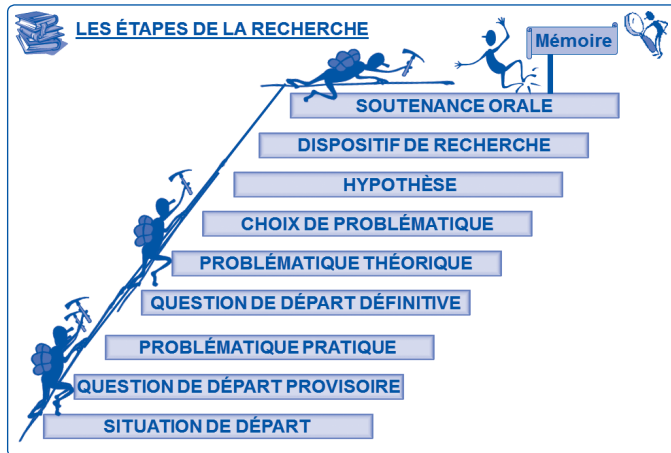 LES ÉTAPES DE LA RECHERCHE
Mémoire
SOUTENANCE ORALE
DISPOSITIF DE RECHERCHE
HYPOTHÈSE
CHOIX DE PROBLÉMATIQUE
PROBLÉMATIQUE THÉORIQUE
QUESTION DE DÉPART DÉFINITIVE
PROBLÉMATIQUE PRATIQUE
QUESTION DE DÉPART PROVISOIRE
SITUATION DE DÉPART